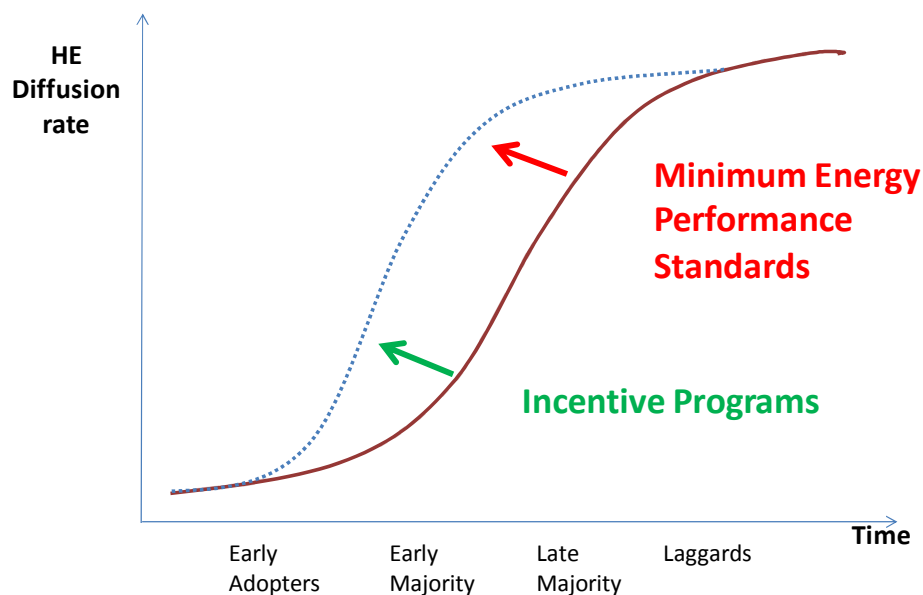 HE
Diffusion
rate
Minimum Energy
Performance
Standards
Incentive Programs
Time
Early
Adopters
Early
Majority
Late
Majority
Laggards